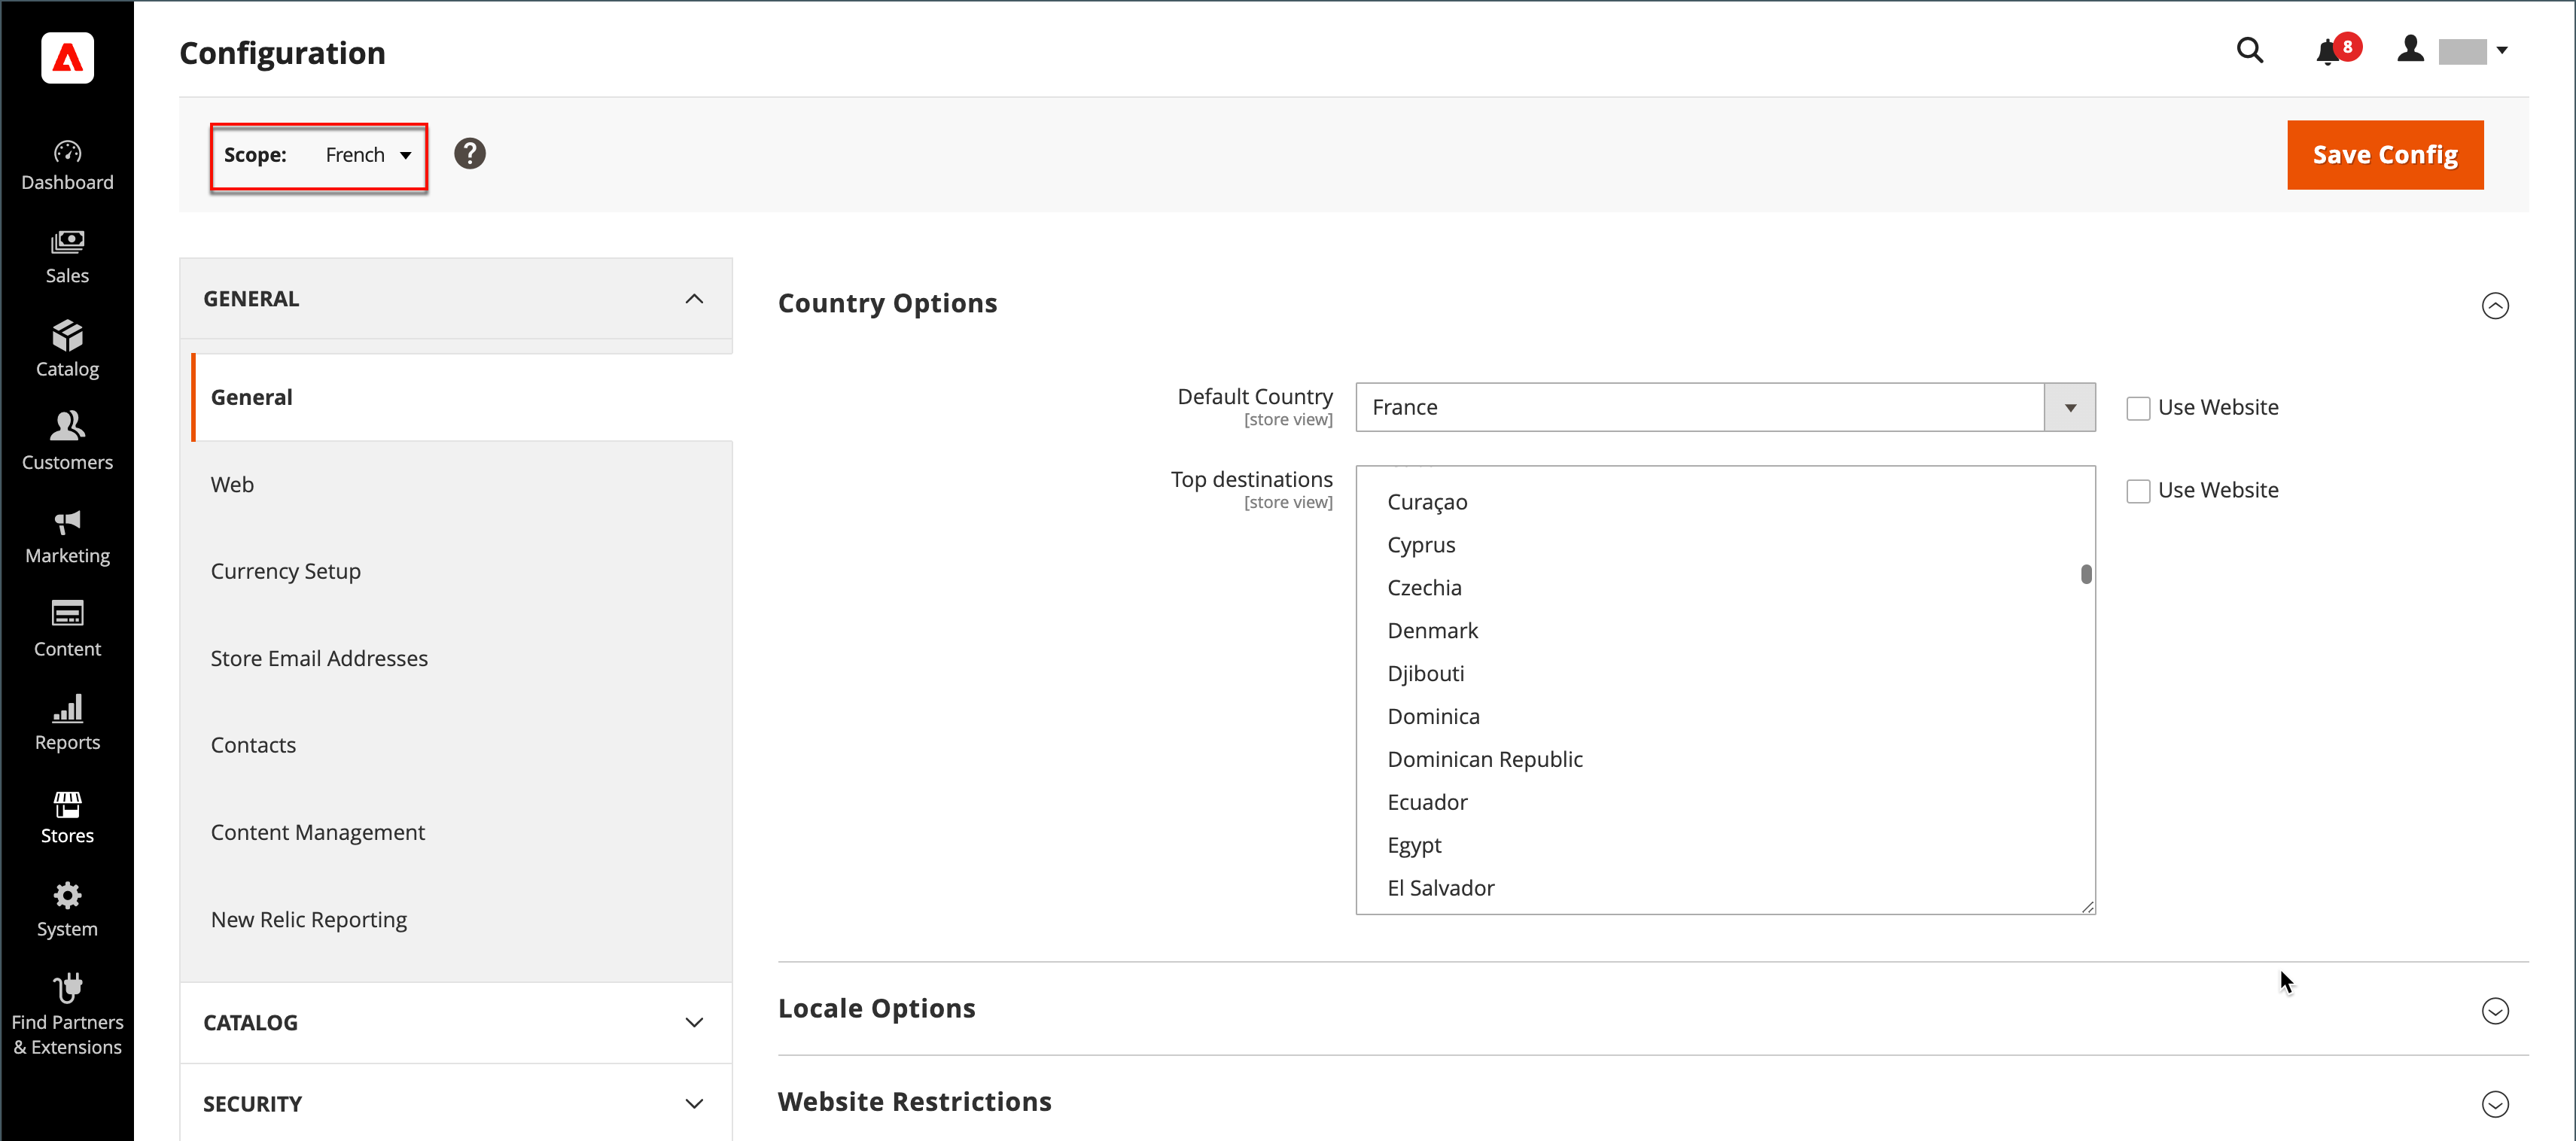 Configuration
8
Scope: French
?
Save Config
Dashboard
Sales
Catalog
Customers
Marketing
Content
Reports
Stores
System
Find Partners
& Extensions
GENERAL
General
Web
Currency Setup
Store Email Addresses
Contacts
Content Management
New Relic Reporting
CATALOG
SECURITY
Country Options
Default Country
[store view]
France
Use Website
Top destinations
[store view]
Use Website
Curaçao
Cyprus
Czechia
Denmark
Djibouti
Dominica
Dominican Republic
Ecuador
Egypt
El Salvador
Locale Options
Website Restrictions